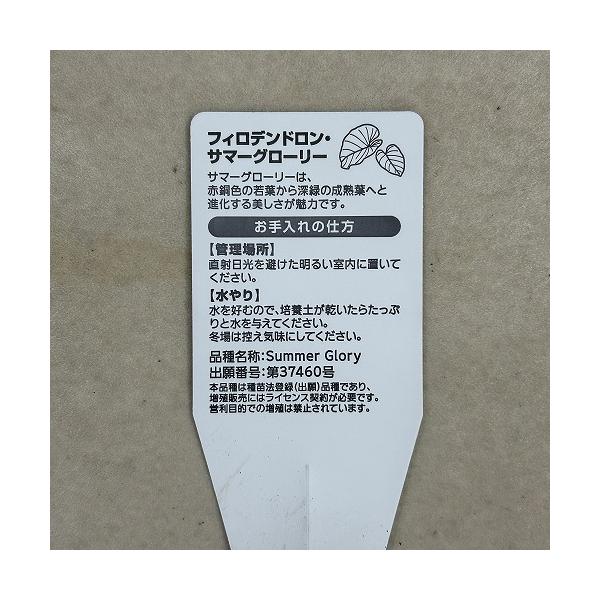 フィロデンドロン・
サマーグローリー
サマーグローリーは、
赤銅色の若葉から深緑の成熟葉へと
進化する美しさが魅力です。
お手入れの仕方
【管理場所】
直射日光を避けた明るい室内に置いて
ください。
【水やり】
水を好むので、培養土が乾いたらたっぷ
りと水を与えてください。
冬場は控え気味にしてください。
品種名称:Summer Glory
出願番号:第37460号
本品種は種苗法登録(出願)品種であり、
増殖販売にはライセンス契約が必要です。
営利目的での増殖は禁止されています。